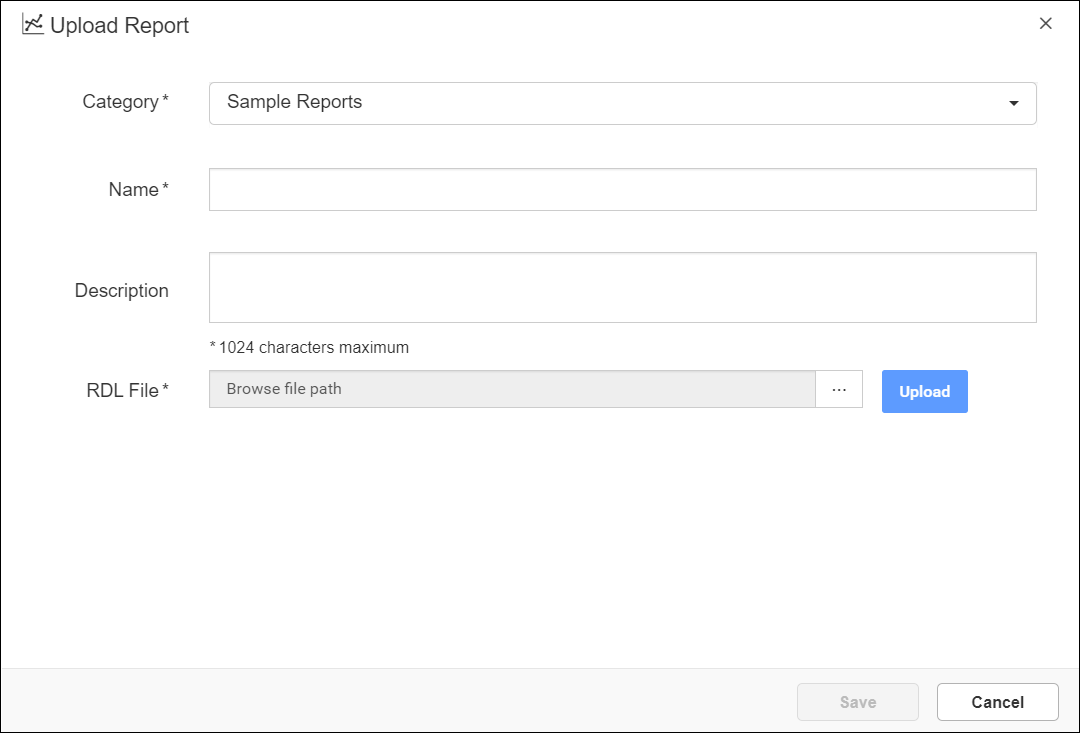 Upload Report
Category *
Sample Reports
Name *
Description
* 1024 characters maximum
RDL File *
Browse file path
...
Upload
Save
Cancel